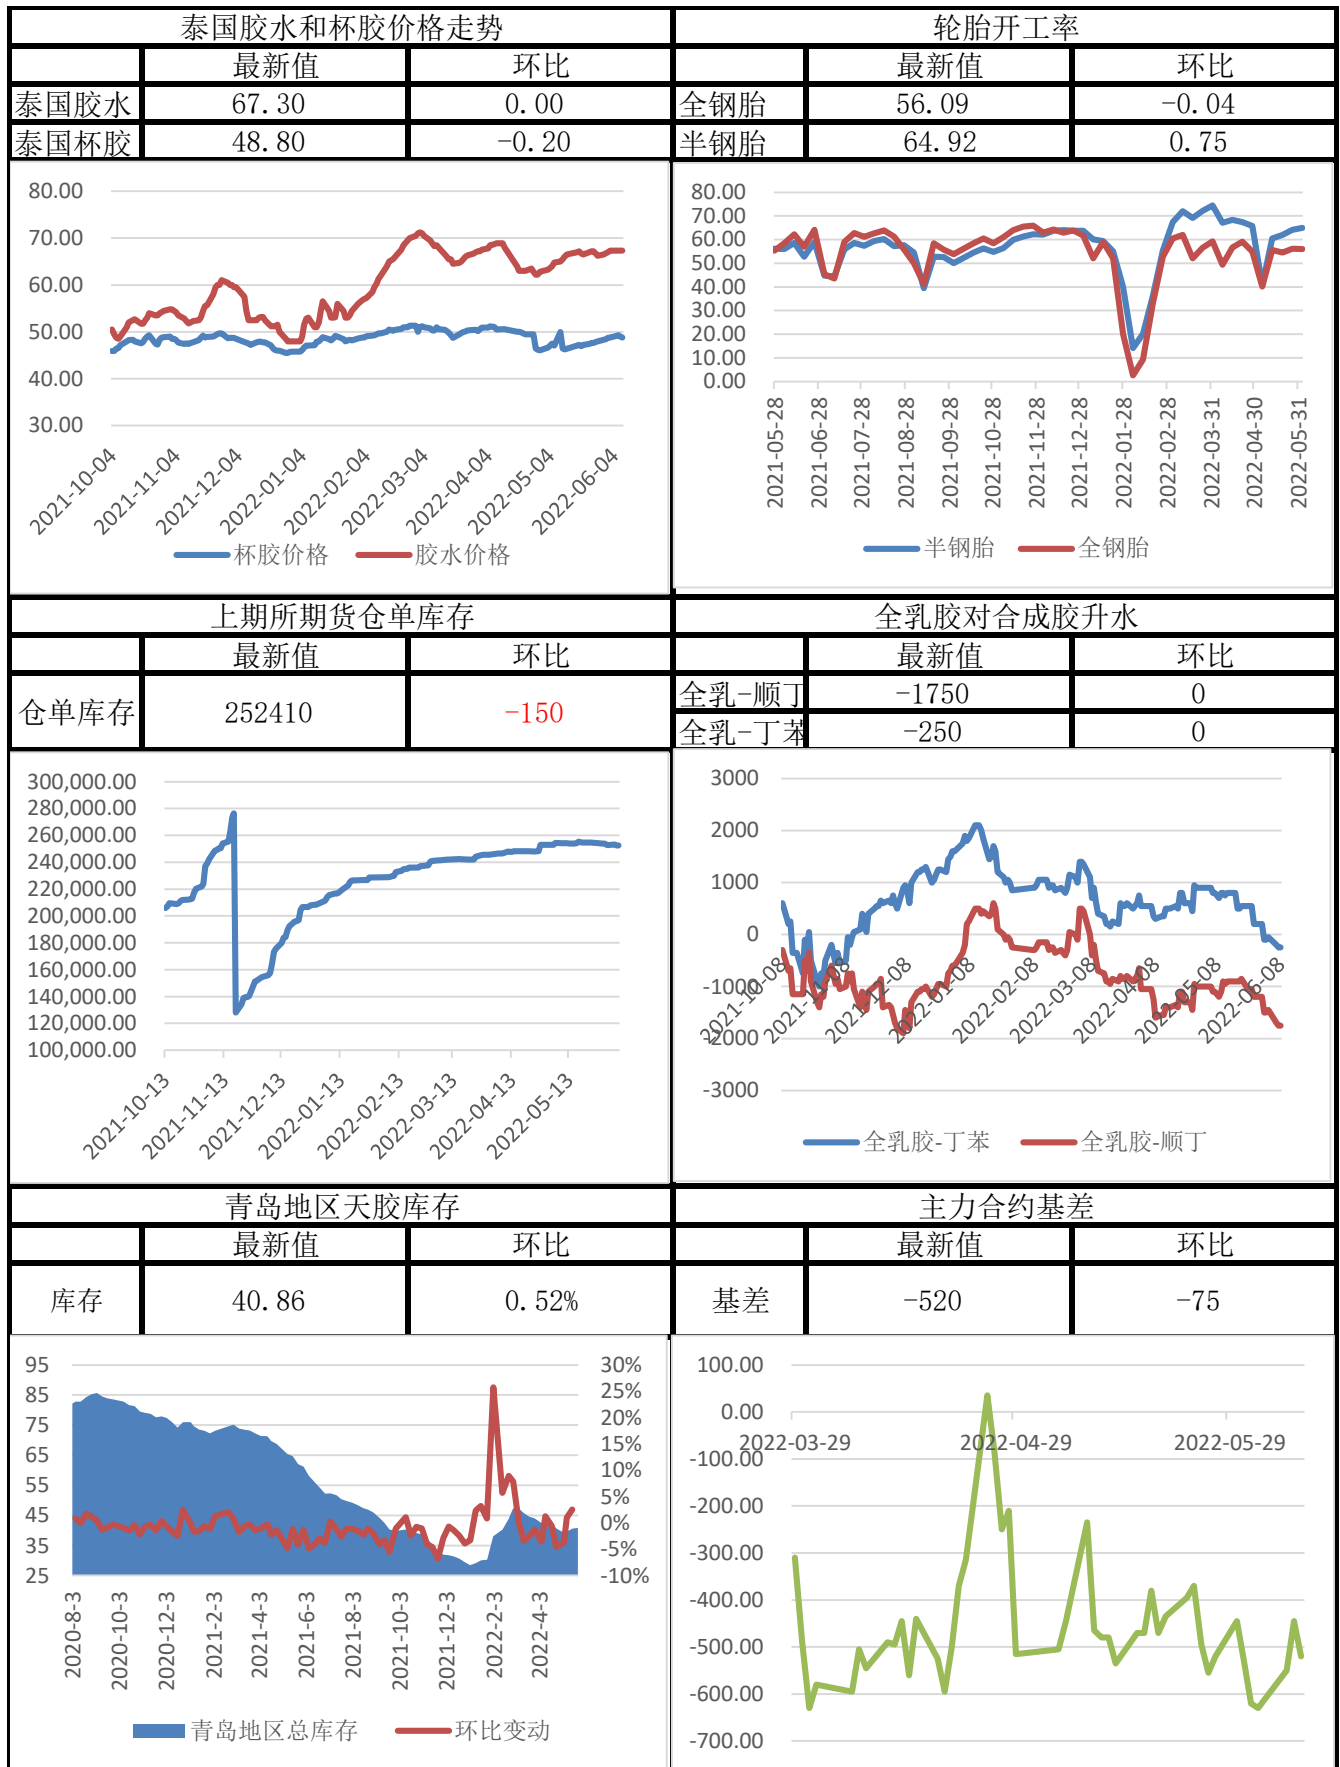 泰国胶水和杯胶价格走势
最新值 环比
泰国胶水 67.30 0.00
泰国杯胶 48.80 -0.20
80.00
70.00
60.00
50.00
40.00
30.00
2021-10-04 2021-11-04 2021-12-04 2022-01-04 2022-02-04 2022-03-04 2022-04-04 2022-05-04 2022-06-04
杯胶价格 胶水价格
轮胎开工率
最新值 环比
全钢胎 56.09 -0.04
半钢胎 64.92 0.75
80.00
70.00
60.00
50.00
40.00
30.00
20.00
10.00
0.00
2021-05-28 2021-06-28 2021-07-28 2021-08-28 2021-09-28 2021-10-28 2021-11-28 2021-12-28 2022-01-28 2022-02-28 2022-03-31 2022-04-30 2022-05-31
半钢胎 全钢胎
上期所期货仓单库存
最新值 环比
仓单库存 252410 -150
300,000.00
280,000.00
260,000.00
240,000.00
220,000.00
200,000.00
180,000.00
160,000.00
140,000.00
120,000.00
100,000.00
2021-10-13 2021-11-13 2021-12-13 2022-01-13 2022-02-13 2022-03-13 2022-04-13 2022-05-13
全乳胶对合成胶升水
最新值 环比
全乳-顺丁 -1750 0
全乳-丁苯 -250 0
3000
2000
1000
0
-1000
-2000
-3000
2021-10-08 2021-11-08 2021-12-08 2022-01-08 2022-02-08 2022-03-08 2022-04-08 2022-05-08 2022-06-08
全乳胶-丁苯 全乳胶-顺丁
青岛地区天胶库存
最新值 环比
库存 40.86 0.52%
95 30%
85 25%
75 20%
65 15%
55 10%
45 5%
35 0%
25 -5%
-10%
2020-8-3 2020-10-3 2020-12-3 2021-2-3 2021-4-3 2021-6-3 2021-8-3 2021-10-3 2021-12-3 2022-2-3 2022-4-3
青岛地区总库存 环比变动
主力合约基差
最新值 环比
基差 -520 -75
100.00
0.00
2022-03-29 2022-04-29 2022-05-29
-100.00
-200.00
-300.00
-400.00
-500.00
-600.00
-700.00